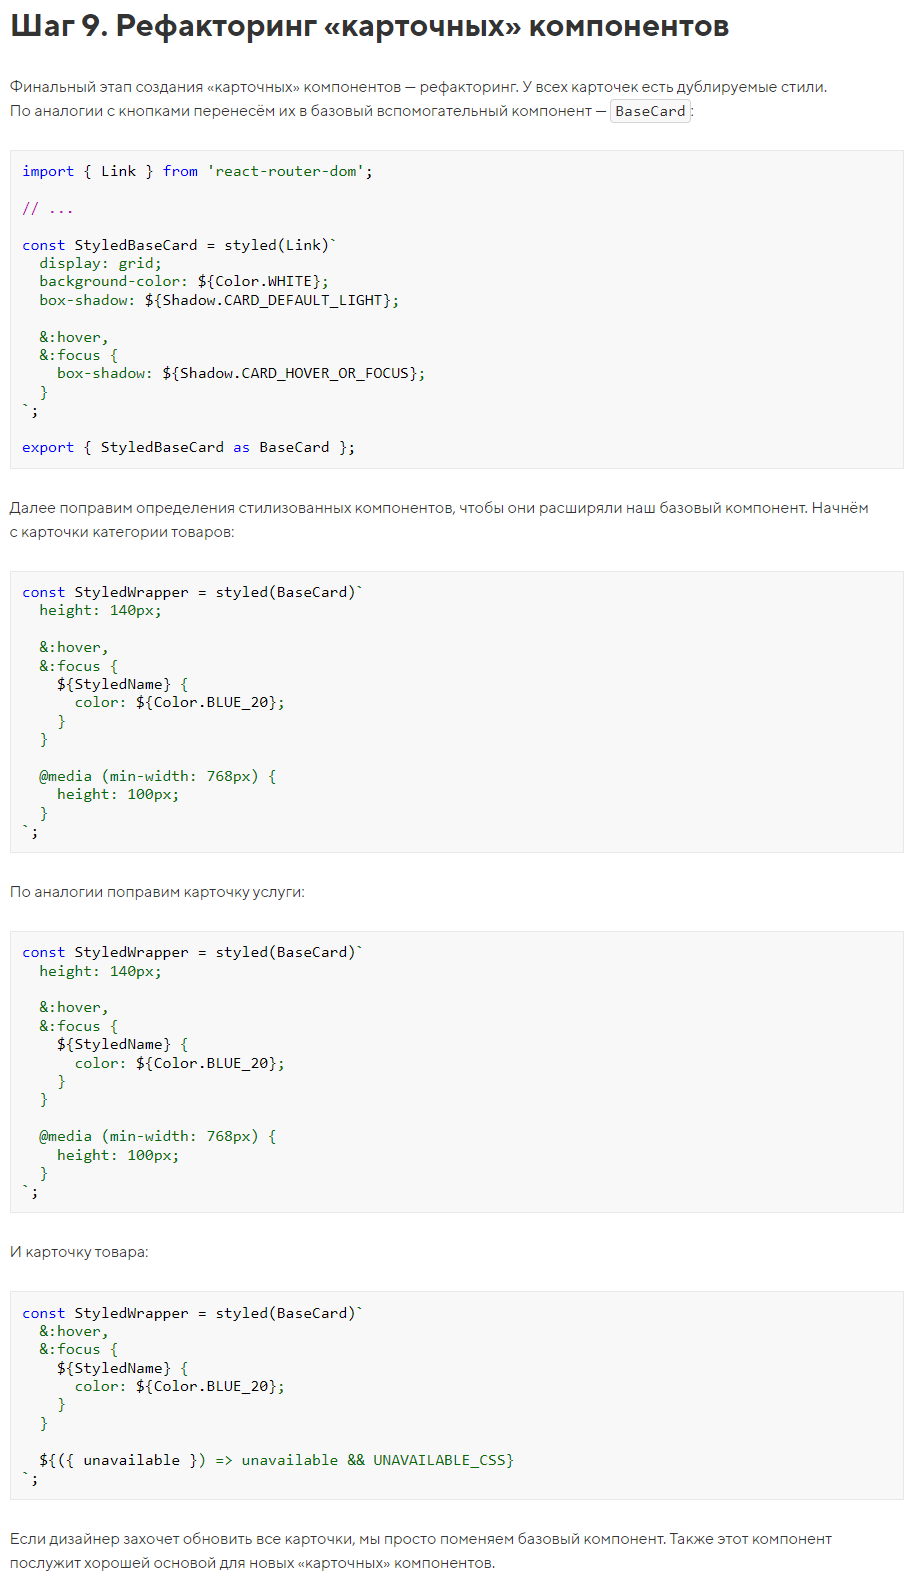 Шаг 9. Рефакторинг «карточных» компонентов
Финальный этап создания «карточных» компонентов — рефакторинг. У всех карточек есть дублируемые стили.
По аналогии с кнопками перенесём их в базовый вспомогательный компонент — BaseCard:
import { Link } from 'react-router-dom';
// ...
const StyledBaseCard = styled(Link)`
  display: grid;
  background-color: ${Color.WHITE};
  box-shadow: ${Shadow.CARD_DEFAULT_LIGHT};
  &:hover,
  &:focus {
    box-shadow: ${Shadow.CARD_HOVER_OR_FOCUS};
  }
`;
export { StyledBaseCard as BaseCard };
Далее поправим определения стилизованных компонентов, чтобы они расширяли наш базовый компонент. Начнём
с карточки категории товаров:
const StyledWrapper = styled(BaseCard)`
  height: 140px;
  &:hover,
  &:focus {
    ${StyledName} {
      color: ${Color.BLUE_20};
    }
  }
  @media (min-width: 768px) {
    height: 100px;
  }
`;
По аналогии поправим карточку услуги:
const StyledWrapper = styled(BaseCard)`
  height: 140px;
  &:hover,
  &:focus {
    ${StyledName} {
      color: ${Color.BLUE_20};
    }
  }
  @media (min-width: 768px) {
    height: 100px;
  }
`;
И карточку товара:
const StyledWrapper = styled(BaseCard)`
  &:hover,
  &:focus {
    ${StyledName} {
      color: ${Color.BLUE_20};
    }
  }
  ${({ unavailable }) => unavailable && UNAVAILABLE_CSS}
`;
Если дизайнер захочет обновить все карточки, мы просто поменяем базовый компонент. Также этот компонент
послужит хорошей основой для новых «карточных» компонентов.